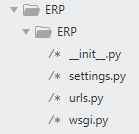 ERP
ERP
/* __init__.py
/* settings.py
/* urls.py
/* wsgi.py